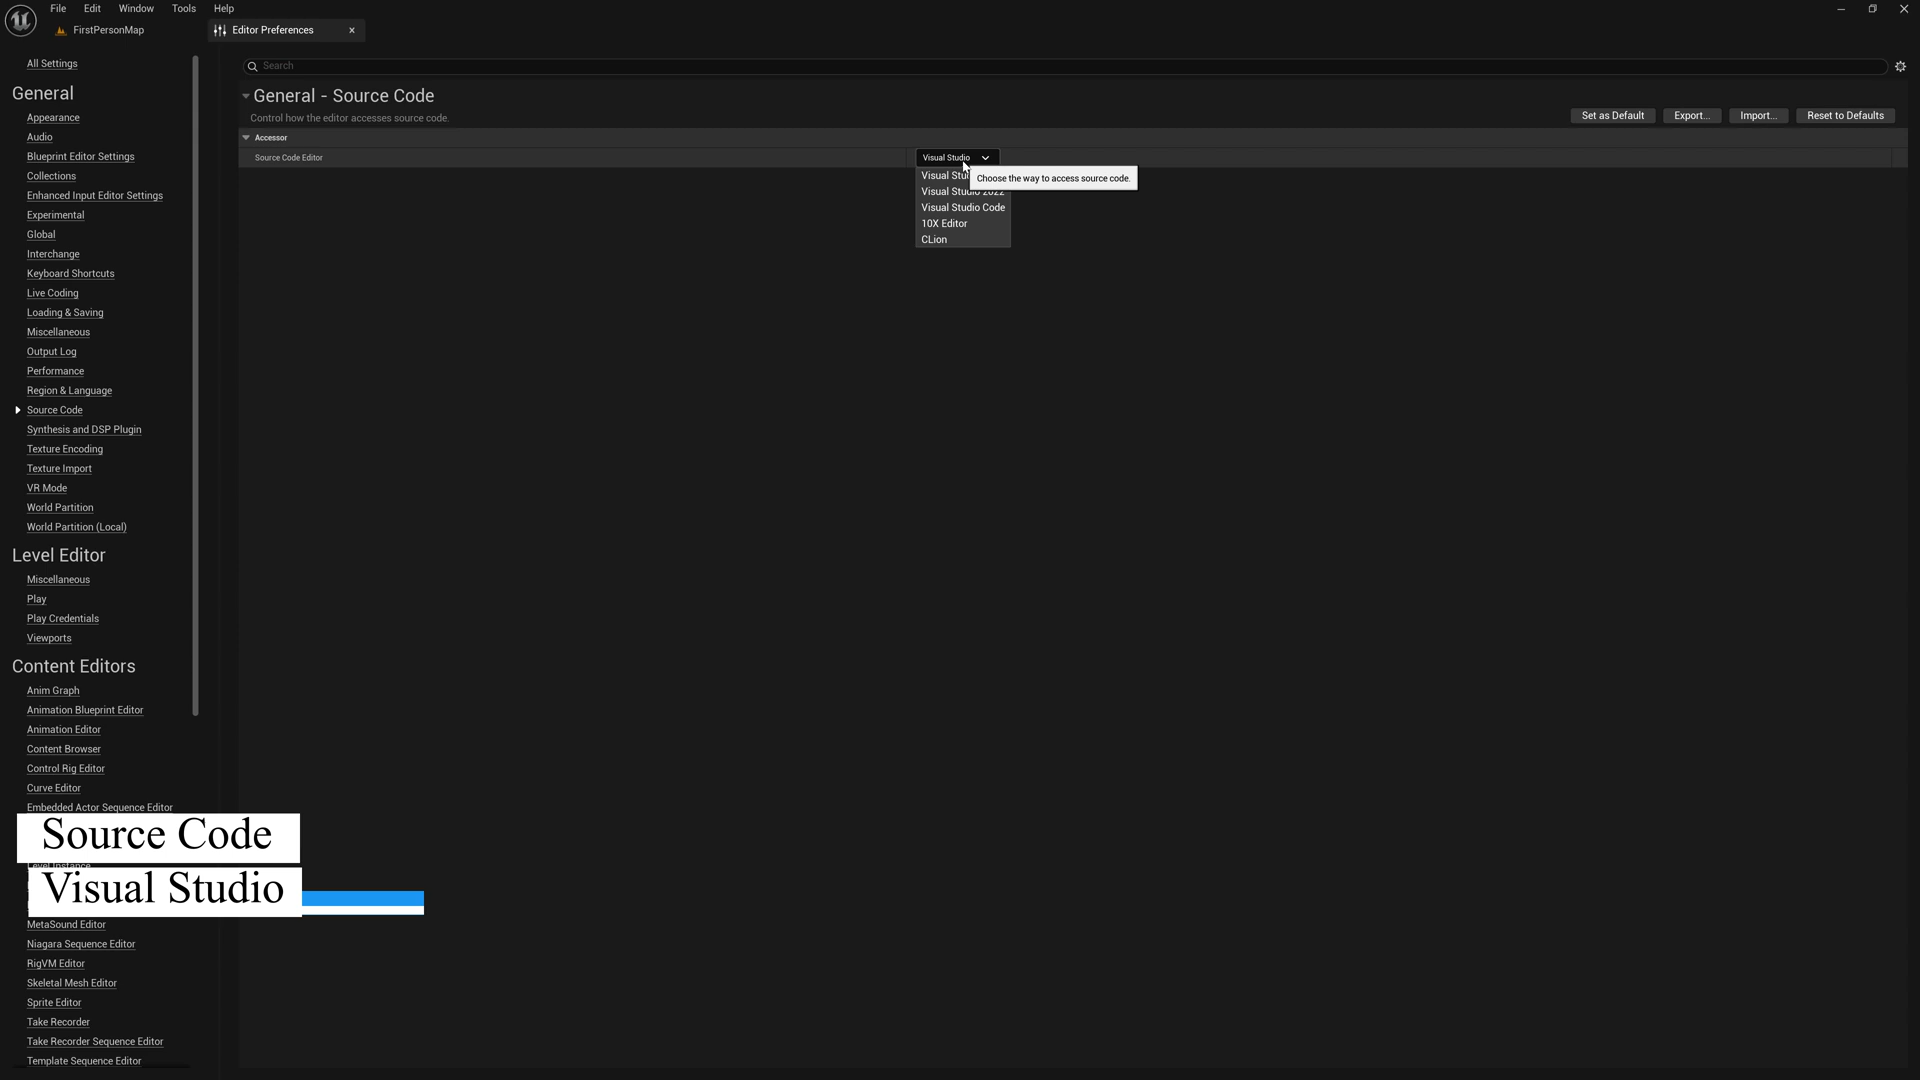 File Edit Window Tools Help
FirstPersonMap
Editor Preferences
All Settings
General
Appearance
Audio
Blueprint Editor Settings
Collections
Enhanced Input Editor Settings
Experimental
Global
Interchange
Keyboard Shortcuts
Live Coding
Loading & Saving
Miscellaneous
Output Log
Performance
Region & Language
Source Code
Synthesis and DSP Plugin
Texture Encoding
Texture Import
VR Mode
World Partition
World Partition (Local)
Level Editor
Miscellaneous
Play
Play Credentials
Viewports
Content Editors
Anim Graph
Animation Blueprint Editor
Animation Editor
Content Browser
Control Rig Editor
Curve Editor
Embedded Actor Sequence Editor
Source Code
Level Instance
Visual Studio
MetaSound Editor
Niagara Sequence Editor
RigVM Editor
Skeletal Mesh Editor
Sprite Editor
Take Recorder
Take Recorder Sequence Editor
Template Sequence Editor
Search
General - Source Code
Control how the editor accesses source code.
Set as Default Export... Import... Reset to Defaults
Accessor
Source Code Editor
Visual Studio
Visual
Choose the way to access source code.
Visual Studio 2022
Visual Studio Code
10X Editor
CLion